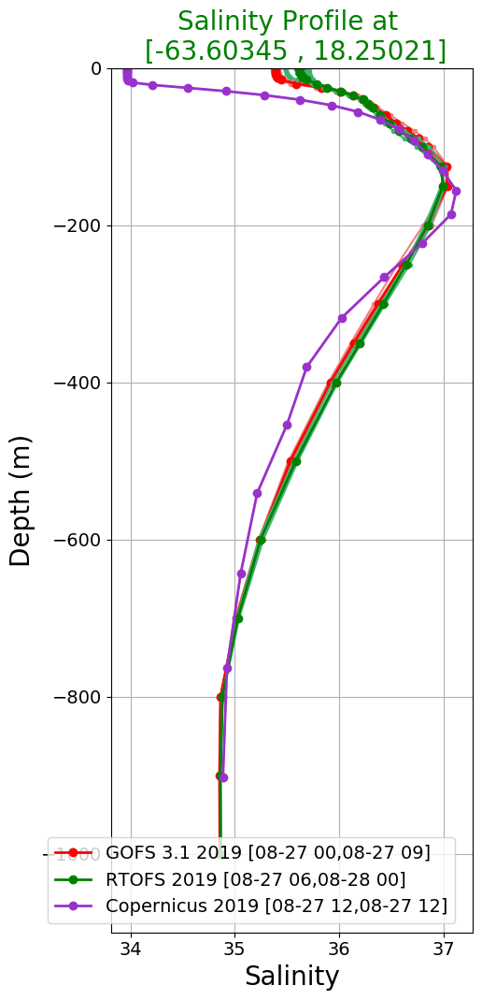 Salinity Profile at
[-63.60345 , 18.25021]
0
−200
−400
−600
−800
−1000
Depth (m)
GOFS 3.1 2019 [08-27 00,08-27 09]
RTOFS 2019 [08-27 06,08-28 00]
Copernicus 2019 [08-27 12,08-27 12]
34 35 36 37
Salinity